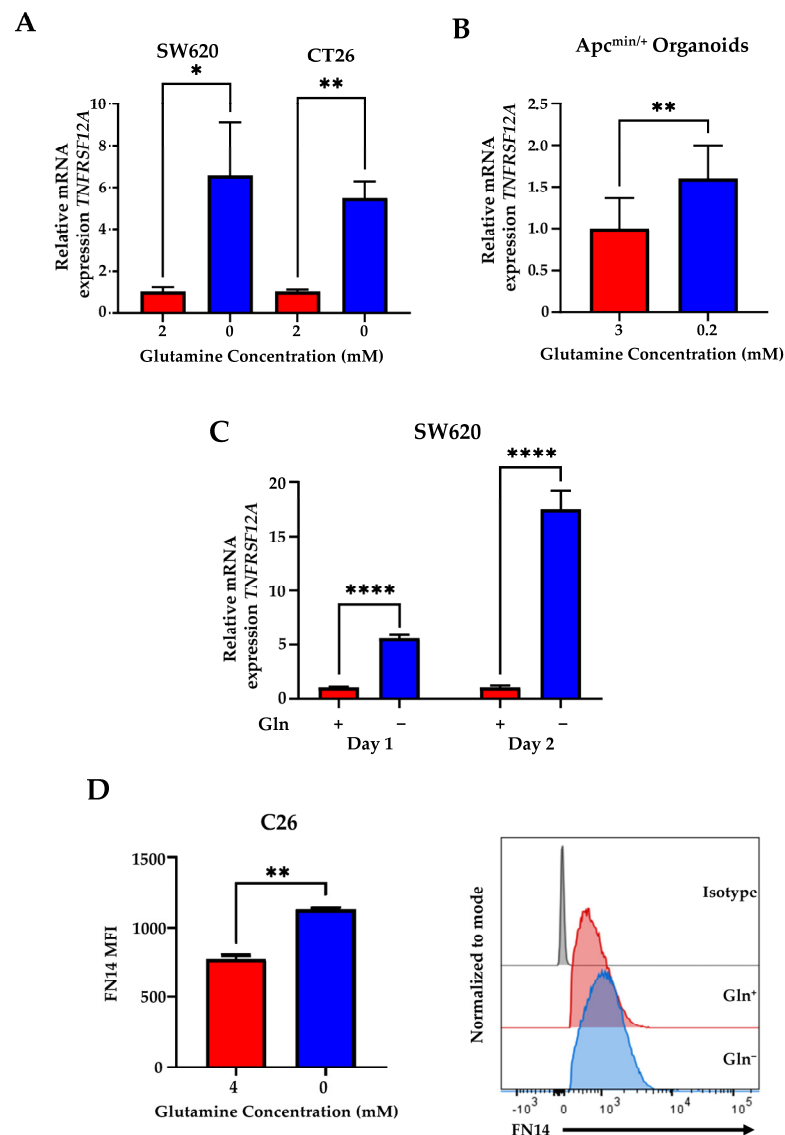 A
SW620
CT26
*
**
Relative mRNA
expression TNFRSF12A
10
8
6
4
2
0
2
0
2
0
Glutamine Concentration (mM)
B
Apcmin/+ Organoids
**
Relative mRNA
expression TNFRSF12A
2.5
2.0
1.5
1.0
0.5
0
3
0.2
Glutamine Concentration (mM)
C
SW620
****
****
Relative mRNA
expression TNFRSF12A
20
15
10
5
0
Gln + − + −
Day 1 Day 2
D
C26
**
FN14 MFI
1500
1000
500
0
4
0
Glutamine Concentration (mM)
Normalized to mode
Isotype
Gln⁺
Gln⁻
-10³ 0 10³ 10⁴ 10⁵
FN14